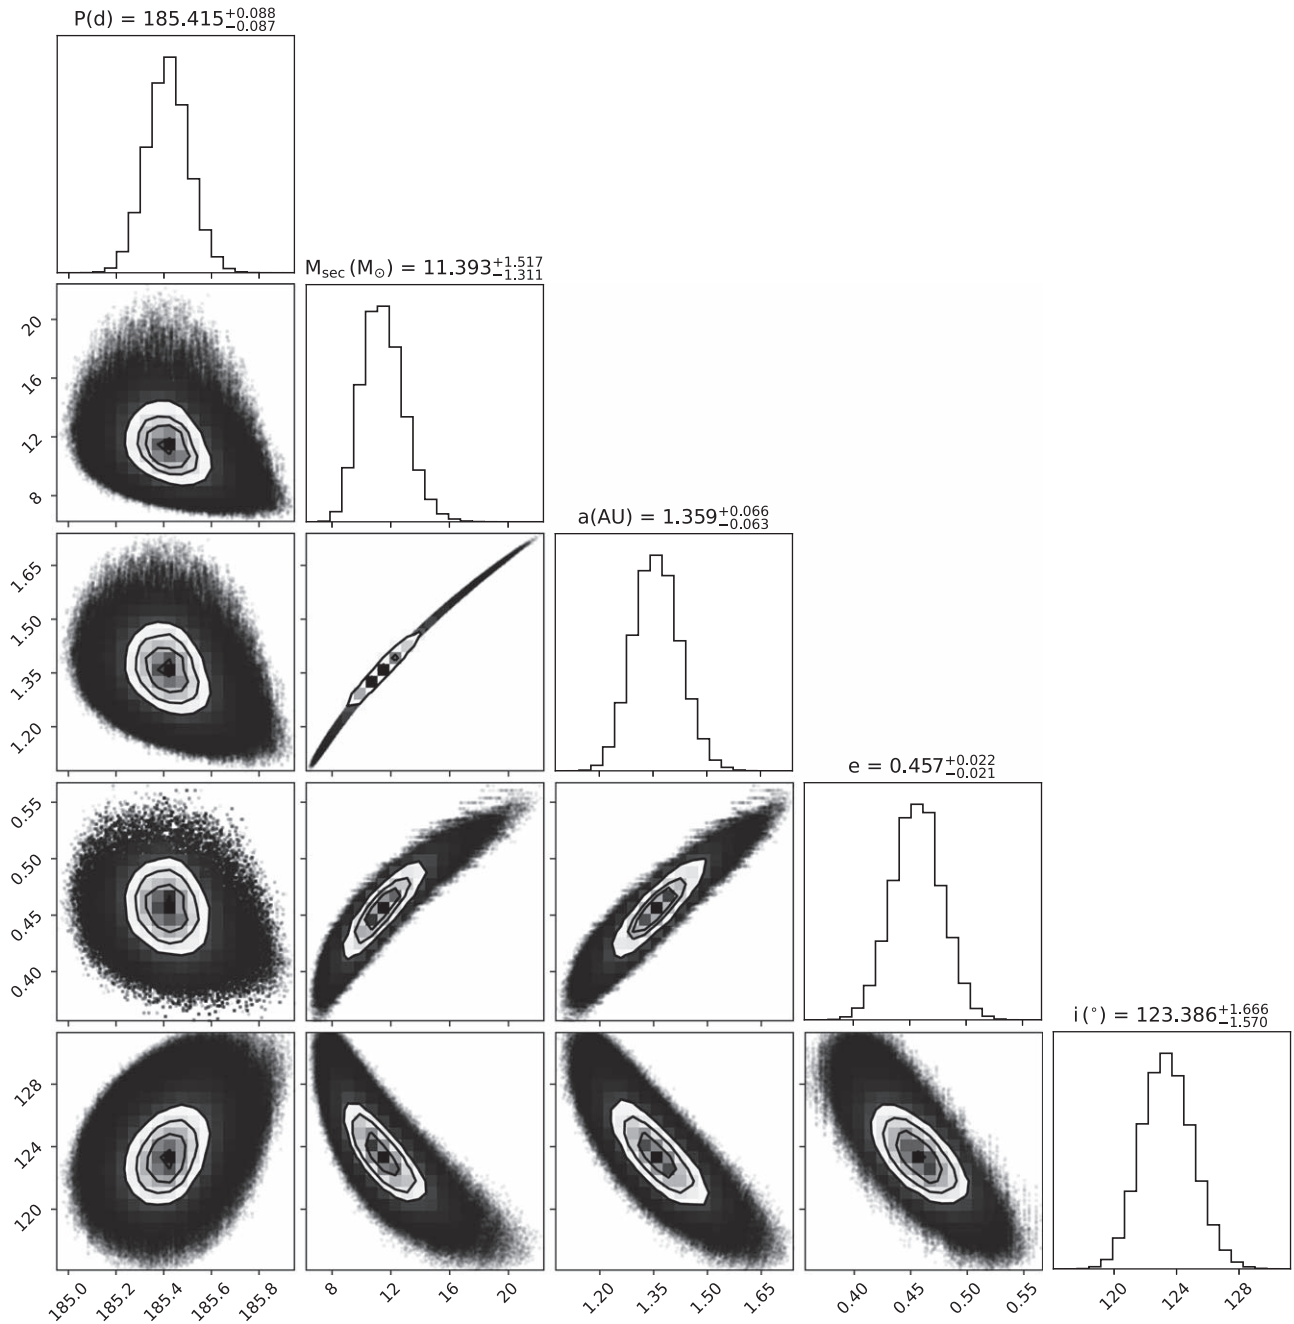 P(d) = 185.415+0.088 −0.087
M_sec (M_⊙) = 11.393+1.517 −1.311
20
16
12
8
a(AU) = 1.359+0.066 −0.063
1.65
1.50
1.35
1.20
e = 0.457+0.022 −0.021
0.55
0.50
0.45
0.40
i (°) = 123.386+1.666 −1.570
128
124
120
185.0 185.2 185.4 185.6 185.8 8 12 16 20 1.20 1.35 1.50 1.65 0.40 0.45 0.50 0.55 120 124 128